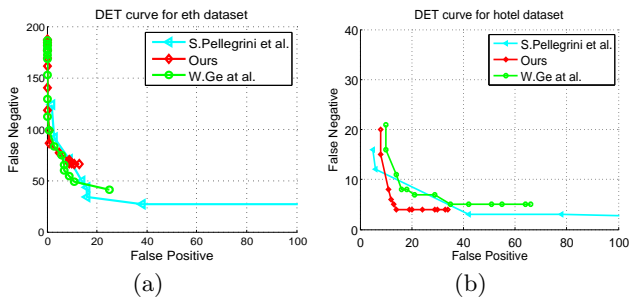 DET curve for eth dataset
200
150
100
50
0
0 20 40 60 80 100
False Negative
False Positive
S.Pellegrini et al.
Ours
W.Ge at al.
(a)
DET curve for hotel dataset
40
30
20
10
0
0 20 40 60 80 100
False Negative
False Positive
S.Pellegrini et al.
Ours
W.Ge et al.
(b)